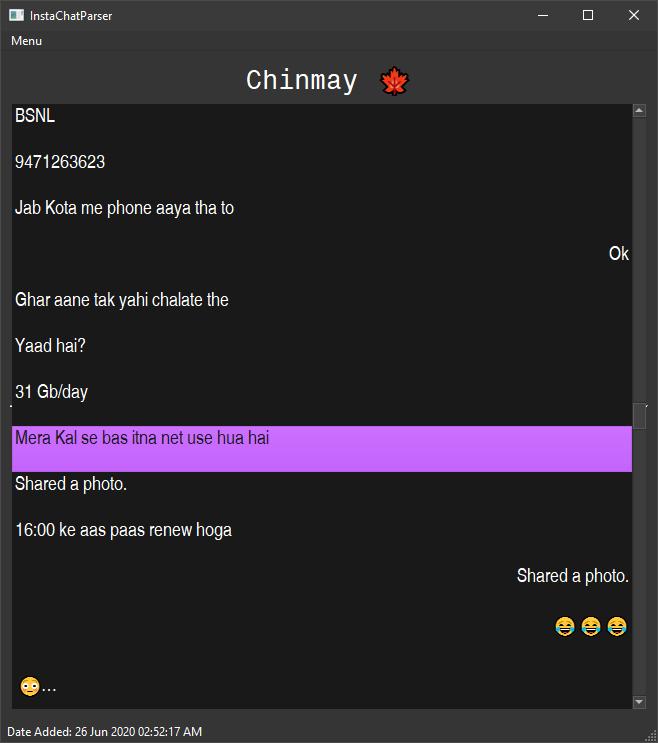 InstaChatParser
Menu
Chinmay 🍁
BSNL
9471263623
Jab Kota me phone aaya tha to
Ok
Ghar aane tak yahi chalate the
Yaad hai?
31 Gb/day
Mera Kal se bas itna net use hua hai
Shared a photo.
16:00 ke aas paas renew hoga
Shared a photo.
😂 😂 😂
😳...
Date Added: 26 Jun 2020 02:52:17 AM